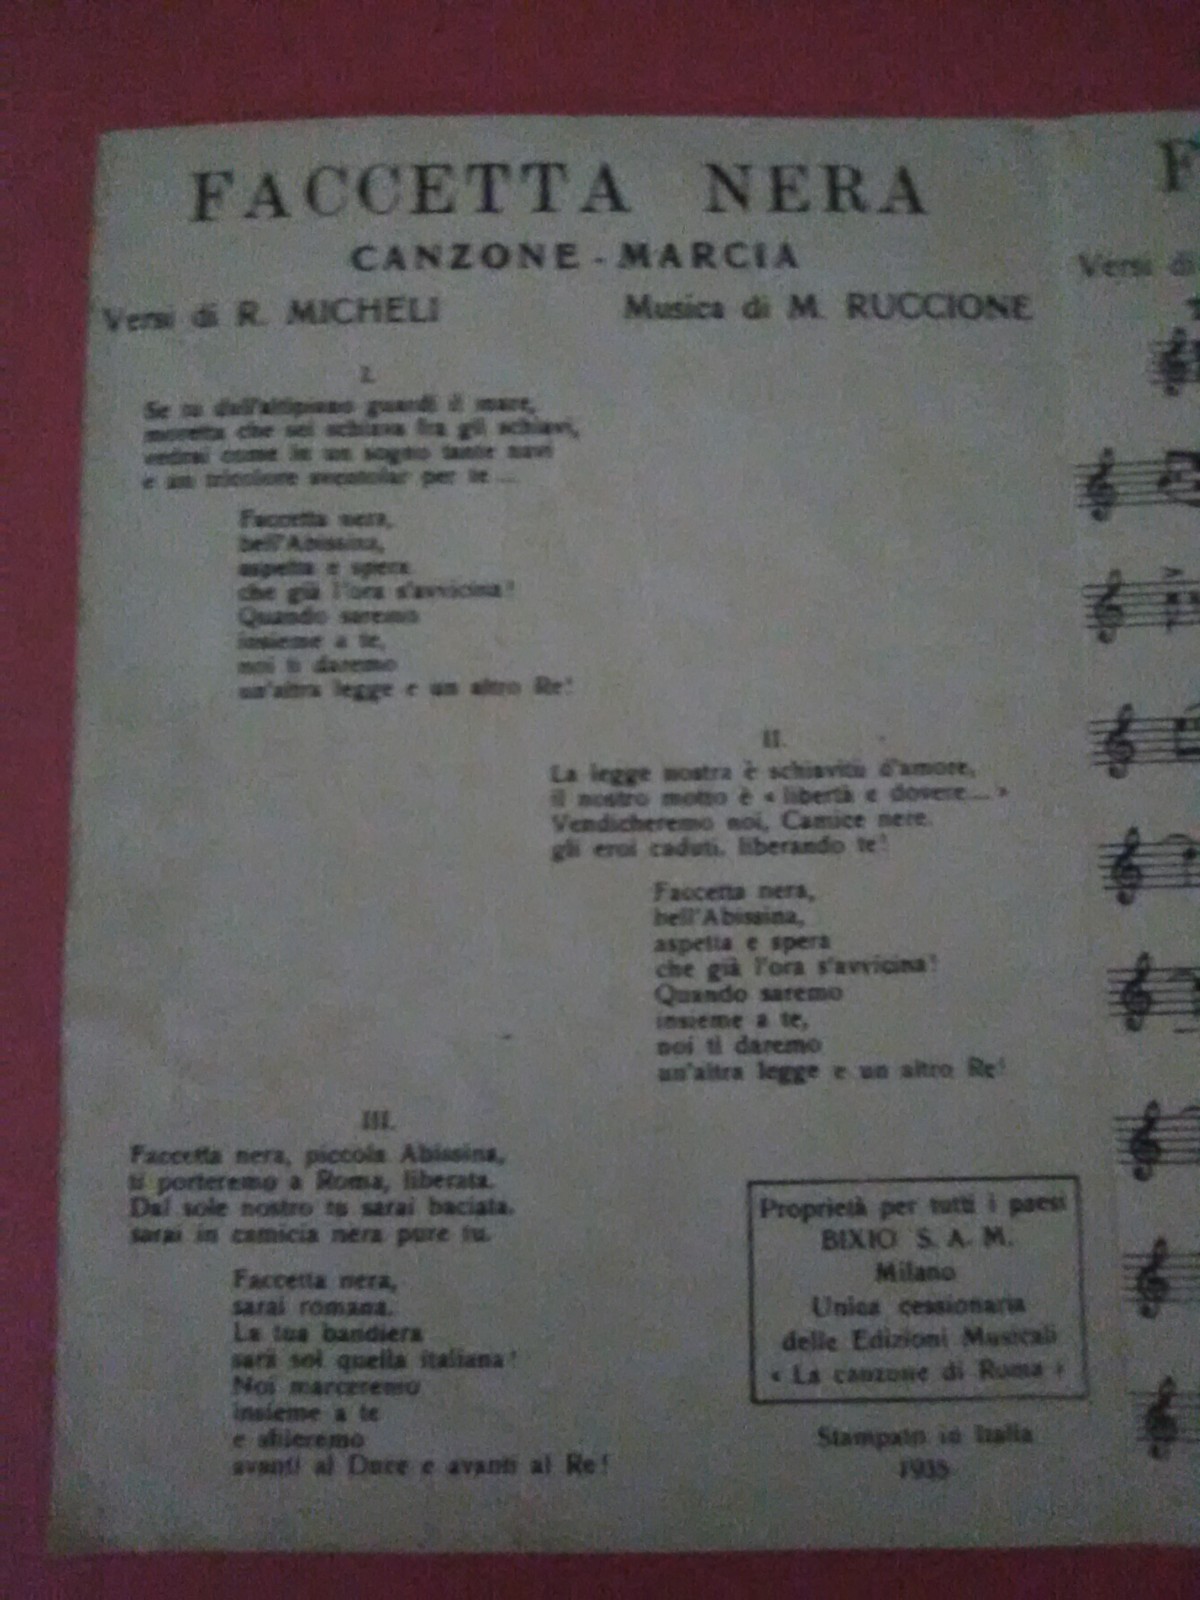 FACCETTA NERA
CANZONE - MARCIA
Versi di R. MICHELI
Musica di M. RUCCIONE
I.
Se tu dall'altipiano guardi il mare,
moretta che sei schiava fra gli schiavi,
vedrai come in un sogno tante navi
e un tricolore sventolar per te ...
Faccetta nera,
bell'Abissina,
aspetta e spera
che già l'ora s'avvicina!
Quando saremo
insieme a te,
noi ti daremo
un'altra legge e un altro Re!
II.
La legge nostra è schiavitù d'amore,
il nostro motto è « libertà e dovere... »
Vendicheremo noi, Camice nere,
gli eroi caduti, liberando te!
Faccetta nera,
bell'Abissina,
aspetta e spera
che già l'ora s'avvicina!
Quando saremo
insieme a te,
noi ti daremo
un'altra legge e un altro Re!
III.
Faccetta nera, piccola Abissina,
ti porteremo a Roma, liberata.
Dal sole nostro tu sarai baciata,
sarai in camicia nera pure tu.
Faccetta nera,
sarai romana.
La tua bandiera
sarà sol quella italiana!
Noi marceremo
insieme a te
e sfileremo
avanti al Duce e avanti al Re!
Proprietà per tutti i paesi
BIXIO S. A. M.
Milano
Unica cessionaria
delle Edizioni Musicali
« La canzone di Roma »
Stampato in Italia
F
Versi di